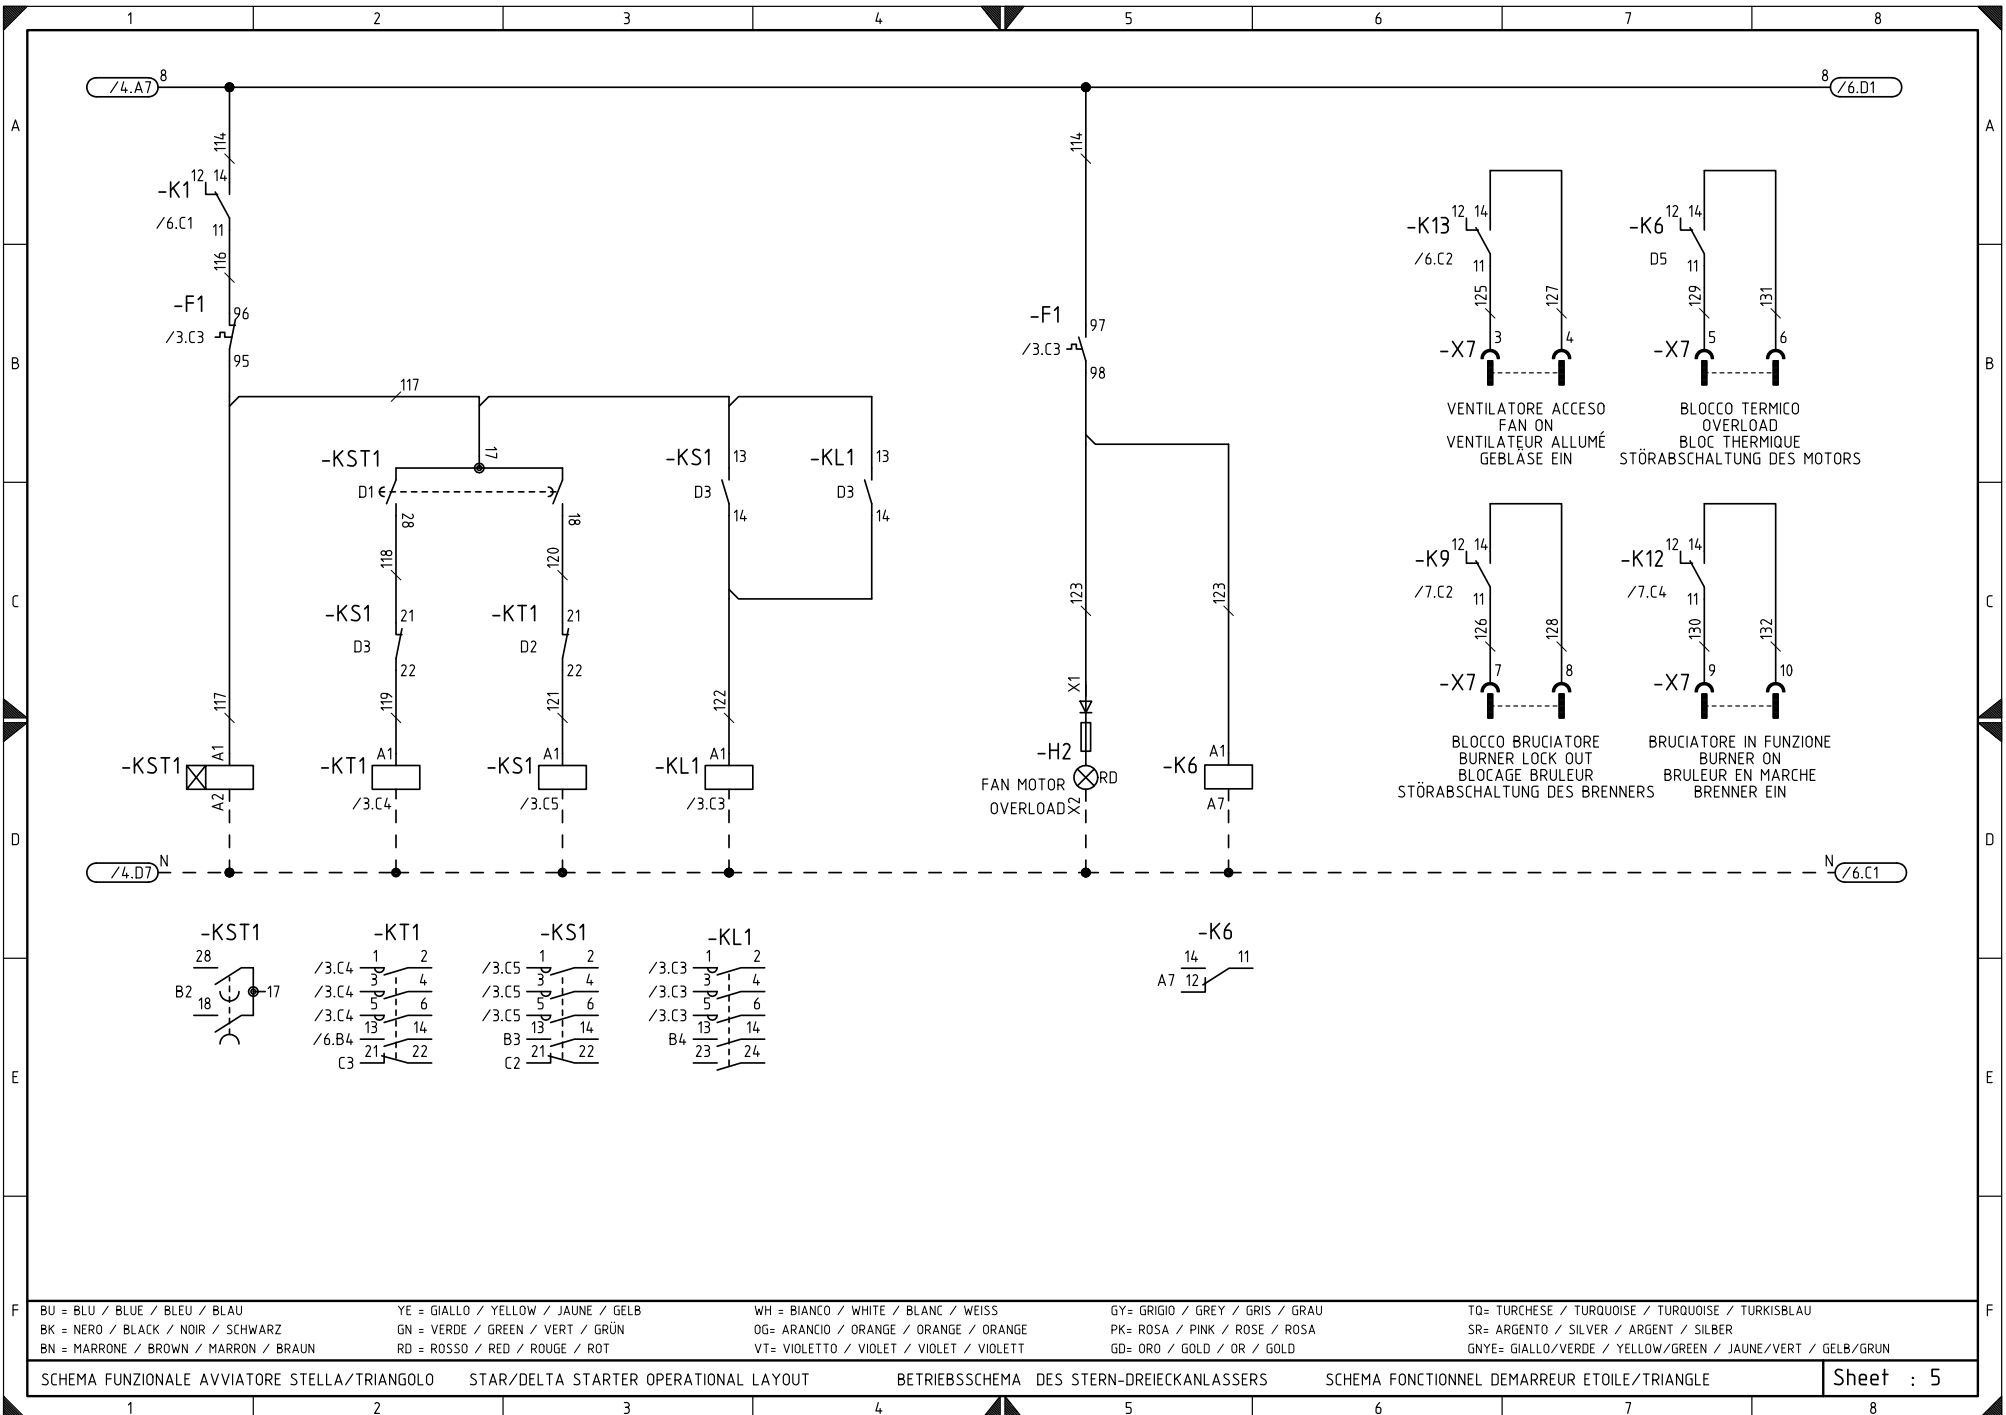 1 2 3 4 5 6 7 8
/4.A7 8
8 /6.D1
A A
114
114
-K1 12 14
/6.C1 11
116
-K13 12 14
/6.C2 11
125 127
-K6 12 14
D5 11
129 131
-F1 96
/3.C3
95
-F1 97
/3.C3
98
-X7 3 4
-X7 5 6
B B
117
VENTILATORE ACCESO
FAN ON
VENTILATEUR ALLUMÉ
GEBLÄSE EIN
BLOCCO TERMICO
OVERLOAD
BLOC THERMIQUE
STÖRABSCHALTUNG DES MOTORS
-KST1 17
D1
28 18
-KS1 13
D3
14
-KL1 13
D3
14
118 120
-KS1 21
D3
22
-KT1 21
D2
22
123 123
-K9 12 14
/7.C2 11
126 128
-K12 12 14
/7.C4 11
130 132
C C
-X7 7 8
-X7 9 10
117 119 121 122
X1
BLOCCO BRUCIATORE
BURNER LOCK OUT
BLOCAGE BRULEUR
STÖRABSCHALTUNG DES BRENNERS
BRUCIATORE IN FUNZIONE
BURNER ON
BRULEUR EN MARCHE
BRENNER EIN
-KST1 A1
A2
-KT1 A1
/3.C4
-KS1 A1
/3.C5
-KL1 A1
/3.C3
-H2
RD
FAN MOTOR
OVERLOAD X2
-K6 A1
A7
D D
/4.D7 N
N /6.C1
-KST1
28
B2 17
18
-KT1
/3.C4 1 2
/3.C4 3 4
/3.C4 5 6
/6.B4 13 14
C3 21 22
-KS1
/3.C5 1 2
/3.C5 3 4
/3.C5 5 6
B3 13 14
C2 21 22
-KL1
/3.C3 1 2
/3.C3 3 4
/3.C3 5 6
B4 13 14
23 24
-K6
14 11
A7 12
E E
F F
BU = BLU / BLUE / BLEU / BLAU
BK = NERO / BLACK / NOIR / SCHWARZ
BN = MARRONE / BROWN / MARRON / BRAUN
YE = GIALLO / YELLOW / JAUNE / GELB
GN = VERDE / GREEN / VERT / GRÜN
RD = ROSSO / RED / ROUGE / ROT
WH = BIANCO / WHITE / BLANC / WEISS
OG= ARANCIO / ORANGE / ORANGE / ORANGE
VT= VIOLETTO / VIOLET / VIOLET / VIOLETT
GY= GRIGIO / GREY / GRIS / GRAU
PK= ROSA / PINK / ROSE / ROSA
GD= ORO / GOLD / OR / GOLD
TQ= TURCHESE / TURQUOISE / TURQUOISE / TURKISBLAU
SR= ARGENTO / SILVER / ARGENT / SILBER
GNYE= GIALLO/VERDE / YELLOW/GREEN / JAUNE/VERT / GELB/GRUN
SCHEMA FUNZIONALE AVVIATORE STELLA/TRIANGOLO STAR/DELTA STARTER OPERATIONAL LAYOUT BETRIEBSSCHEMA DES STERN-DREIECKANLASSERS SCHEMA FONCTIONNEL DEMARREUR ETOILE/TRIANGLE Sheet : 5
1 2 3 4 5 6 7 8